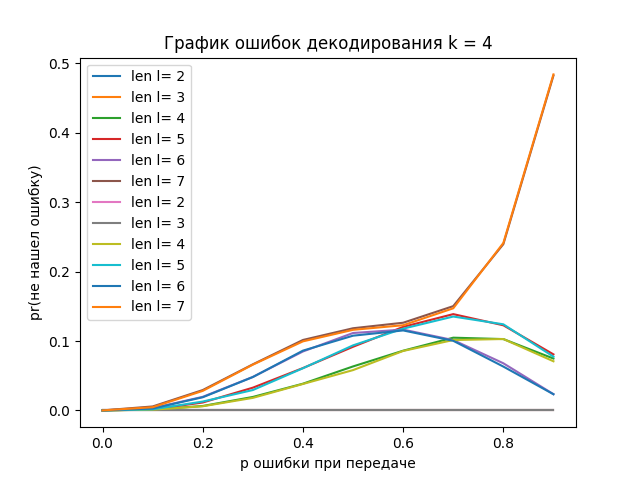 График ошибок декодирования k = 4
pr(не нашел ошибку)
0.5
0.4
0.3
0.2
0.1
0.0
len l= 2
len l= 3
len l= 4
len l= 5
len l= 6
len l= 7
len l= 2
len l= 3
len l= 4
len l= 5
len l= 6
len l= 7
0.0 0.2 0.4 0.6 0.8
p ошибки при передаче